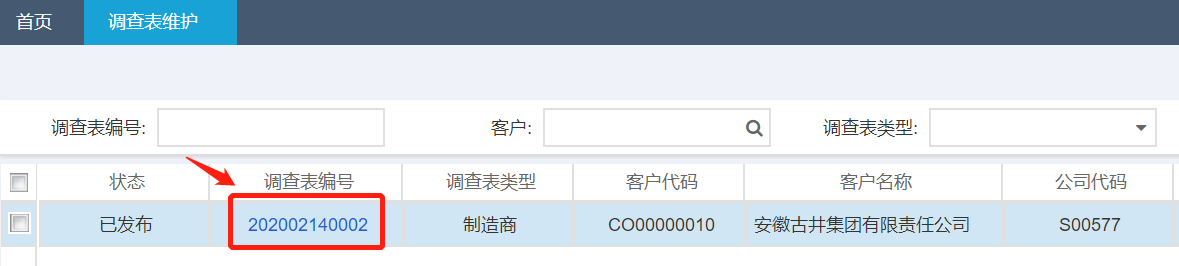 首页 调查表维护
调查表编号: 客户: 调查表类型:
状态 调查表编号 调查表类型 客户代码 客户名称 公司代码
已发布 202002140002 制造商 CO00000010 安徽古井集团有限责任公司 S00577